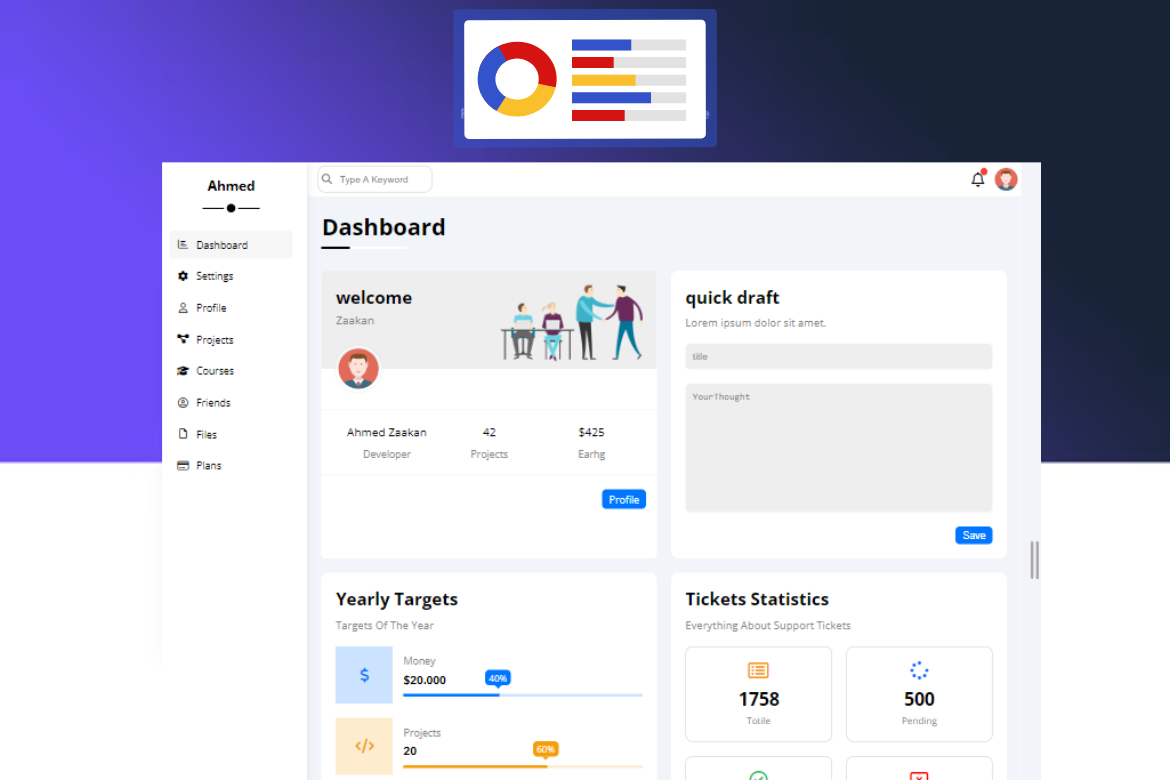 Ahmed
Type A Keyword
Dashboard
Dashboard
Settings
Profile
Projects
Courses
Friends
Files
Plans
welcome
Zaakan
Ahmed Zaakan
42
$425
Developer
Projects
Earhg
Profile
quick draft
Lorem ipsum dolor sit amet.
title
Your Thought
Save
Yearly Targets
Targets Of The Year
$
Money
$20.000
40%
</>
Projects
20
60%
Tickets Statistics
Everything About Support Tickets
1758
Totile
500
Pending